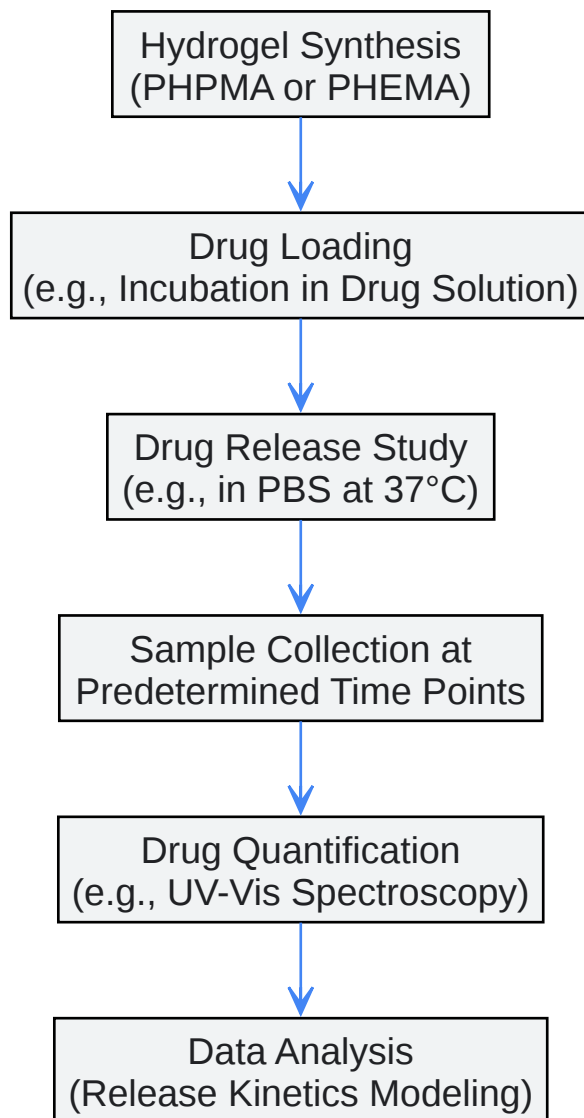 Hydrogel Synthesis
(PHPMA or PHEMA)
Drug Loading
(e.g., Incubation in Drug Solution)
Drug Release Study
(e.g., in PBS at 37°C)
Sample Collection at
Predetermined Time Points
Drug Quantification
(e.g., UV-Vis Spectroscopy)
Data Analysis
(Release Kinetics Modeling)